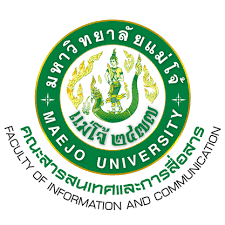 มหาวิทยาลัยแม่โจ้
แม่โจ้ ๒๔๗๗
MAEJO UNIVERSITY
คณะสารสนเทศและการสื่อสาร
FACULTY OF INFORMATION AND COMMUNICATION